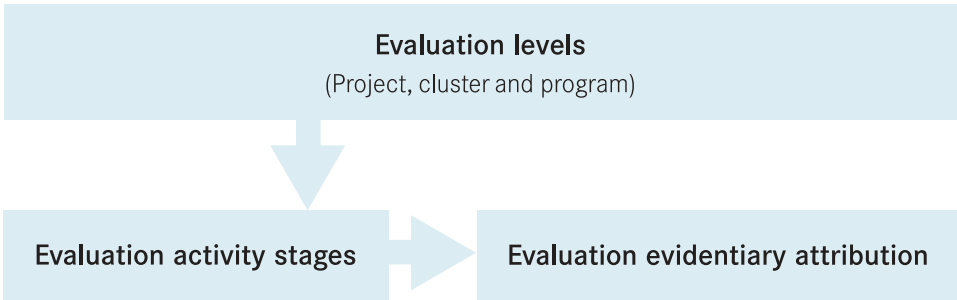 Evaluation levels
(Project, cluster and program)
Evaluation activity stages
Evaluation evidentiary attribution